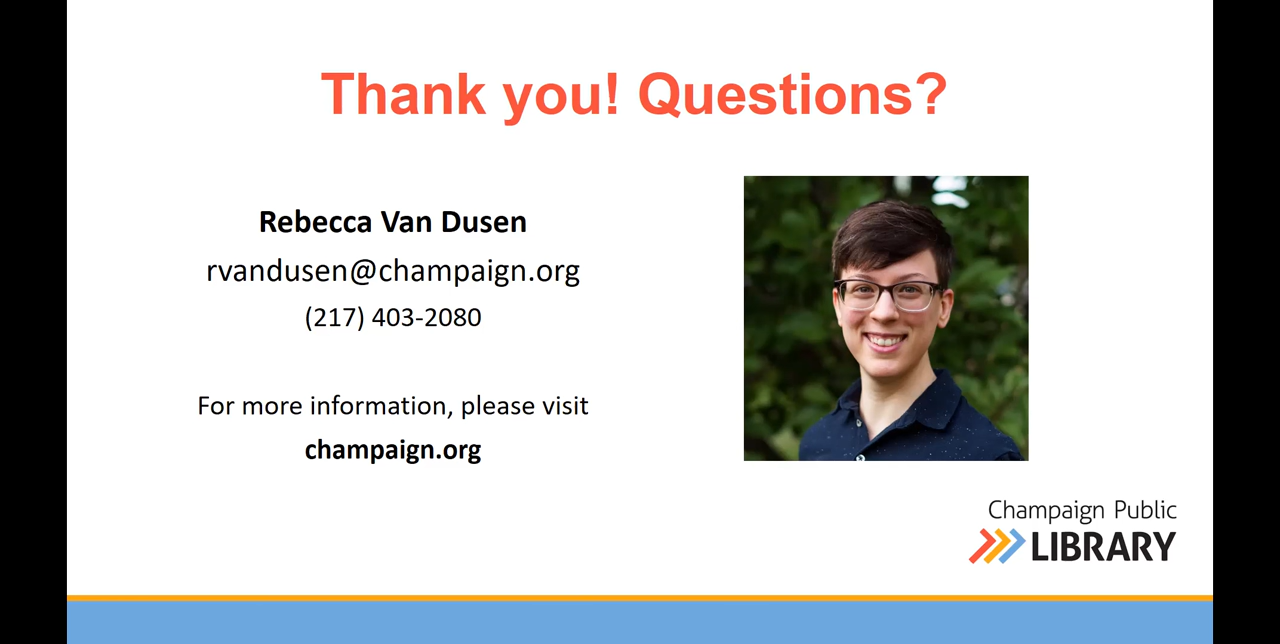 Thank you! Questions?
Rebecca Van Dusen
rvandusen@champaign.org
(217) 403-2080
For more information, please visit
champaign.org
Champaign Public
LIBRARY